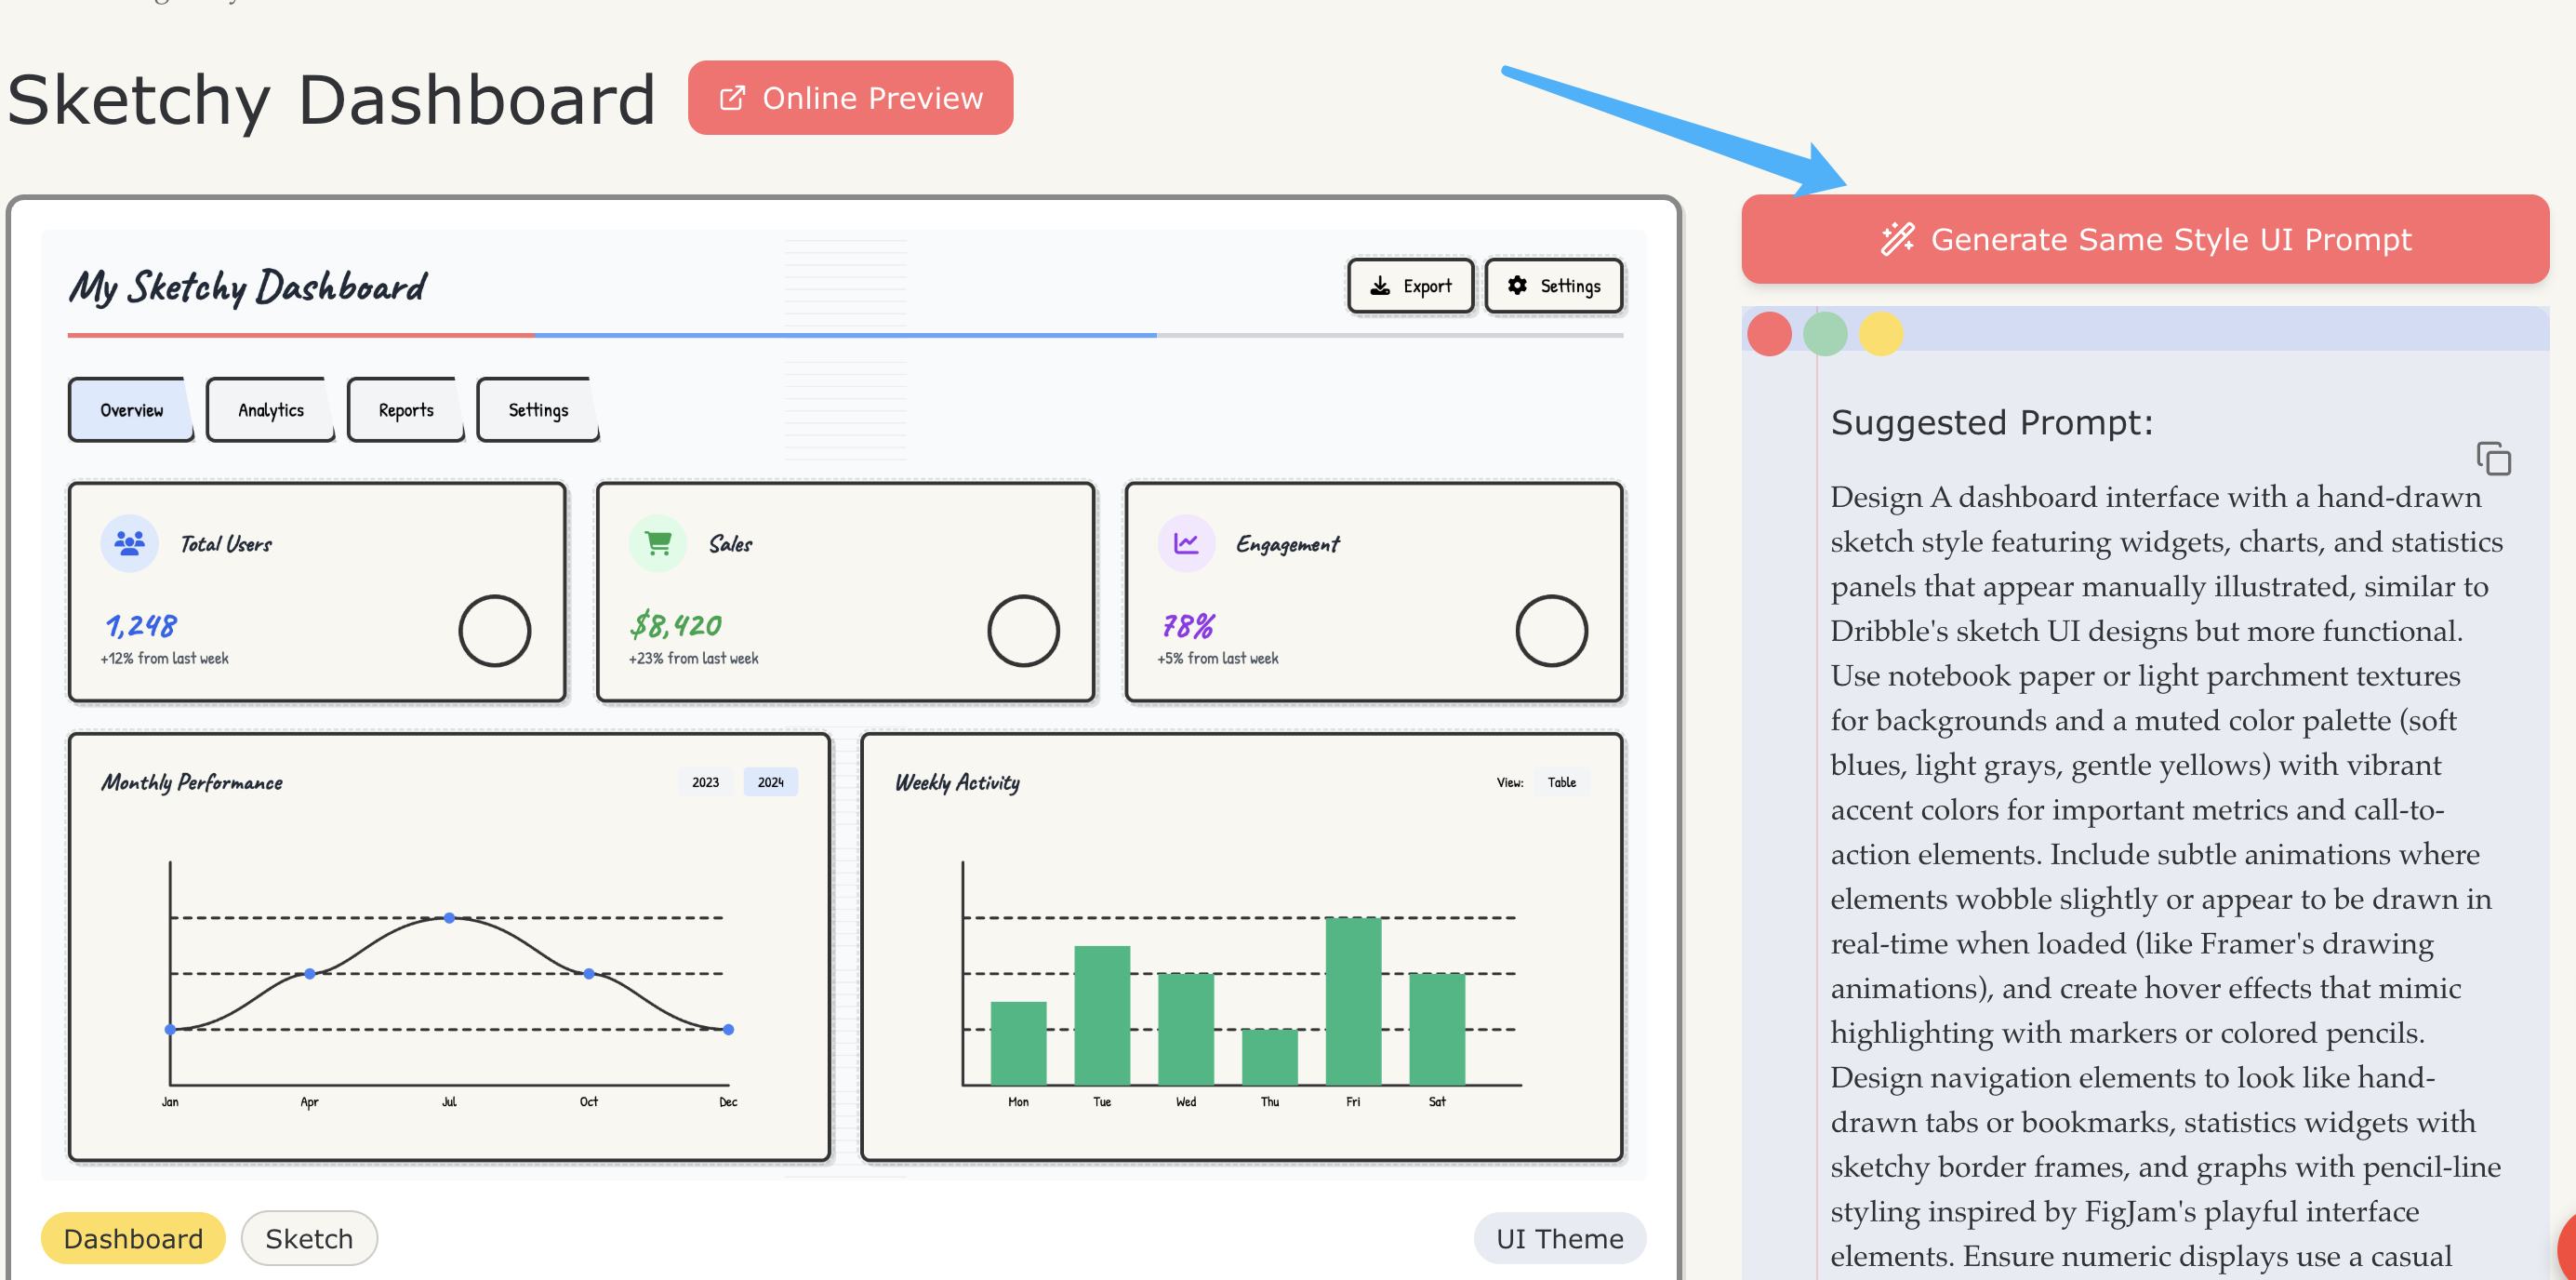 Sketchy Dashboard
Online Preview
Generate Same Style UI Prompt
My Sketchy Dashboard
Export
Settings
Overview
Analytics
Reports
Settings
Total Users
1,248
+12% from last week
Sales
$8,420
+23% from last week
Engagement
78%
+5% from last week
Monthly Performance
2023
2024
Jan
Apr
Jul
Oct
Dec
Weekly Activity
View:
Table
Mon
Tue
Wed
Thu
Fri
Sat
Dashboard
Sketch
UI Theme
Suggested Prompt:
Design A dashboard interface with a hand-drawn
sketch style featuring widgets, charts, and statistics
panels that appear manually illustrated, similar to
Dribble's sketch UI designs but more functional.
Use notebook paper or light parchment textures
for backgrounds and a muted color palette (soft
blues, light grays, gentle yellows) with vibrant
accent colors for important metrics and call-to-
action elements. Include subtle animations where
elements wobble slightly or appear to be drawn in
real-time when loaded (like Framer's drawing
animations), and create hover effects that mimic
highlighting with markers or colored pencils.
Design navigation elements to look like hand-
drawn tabs or bookmarks, statistics widgets with
sketchy border frames, and graphs with pencil-line
styling inspired by FigJam's playful interface
elements. Ensure numeric displays use a casual